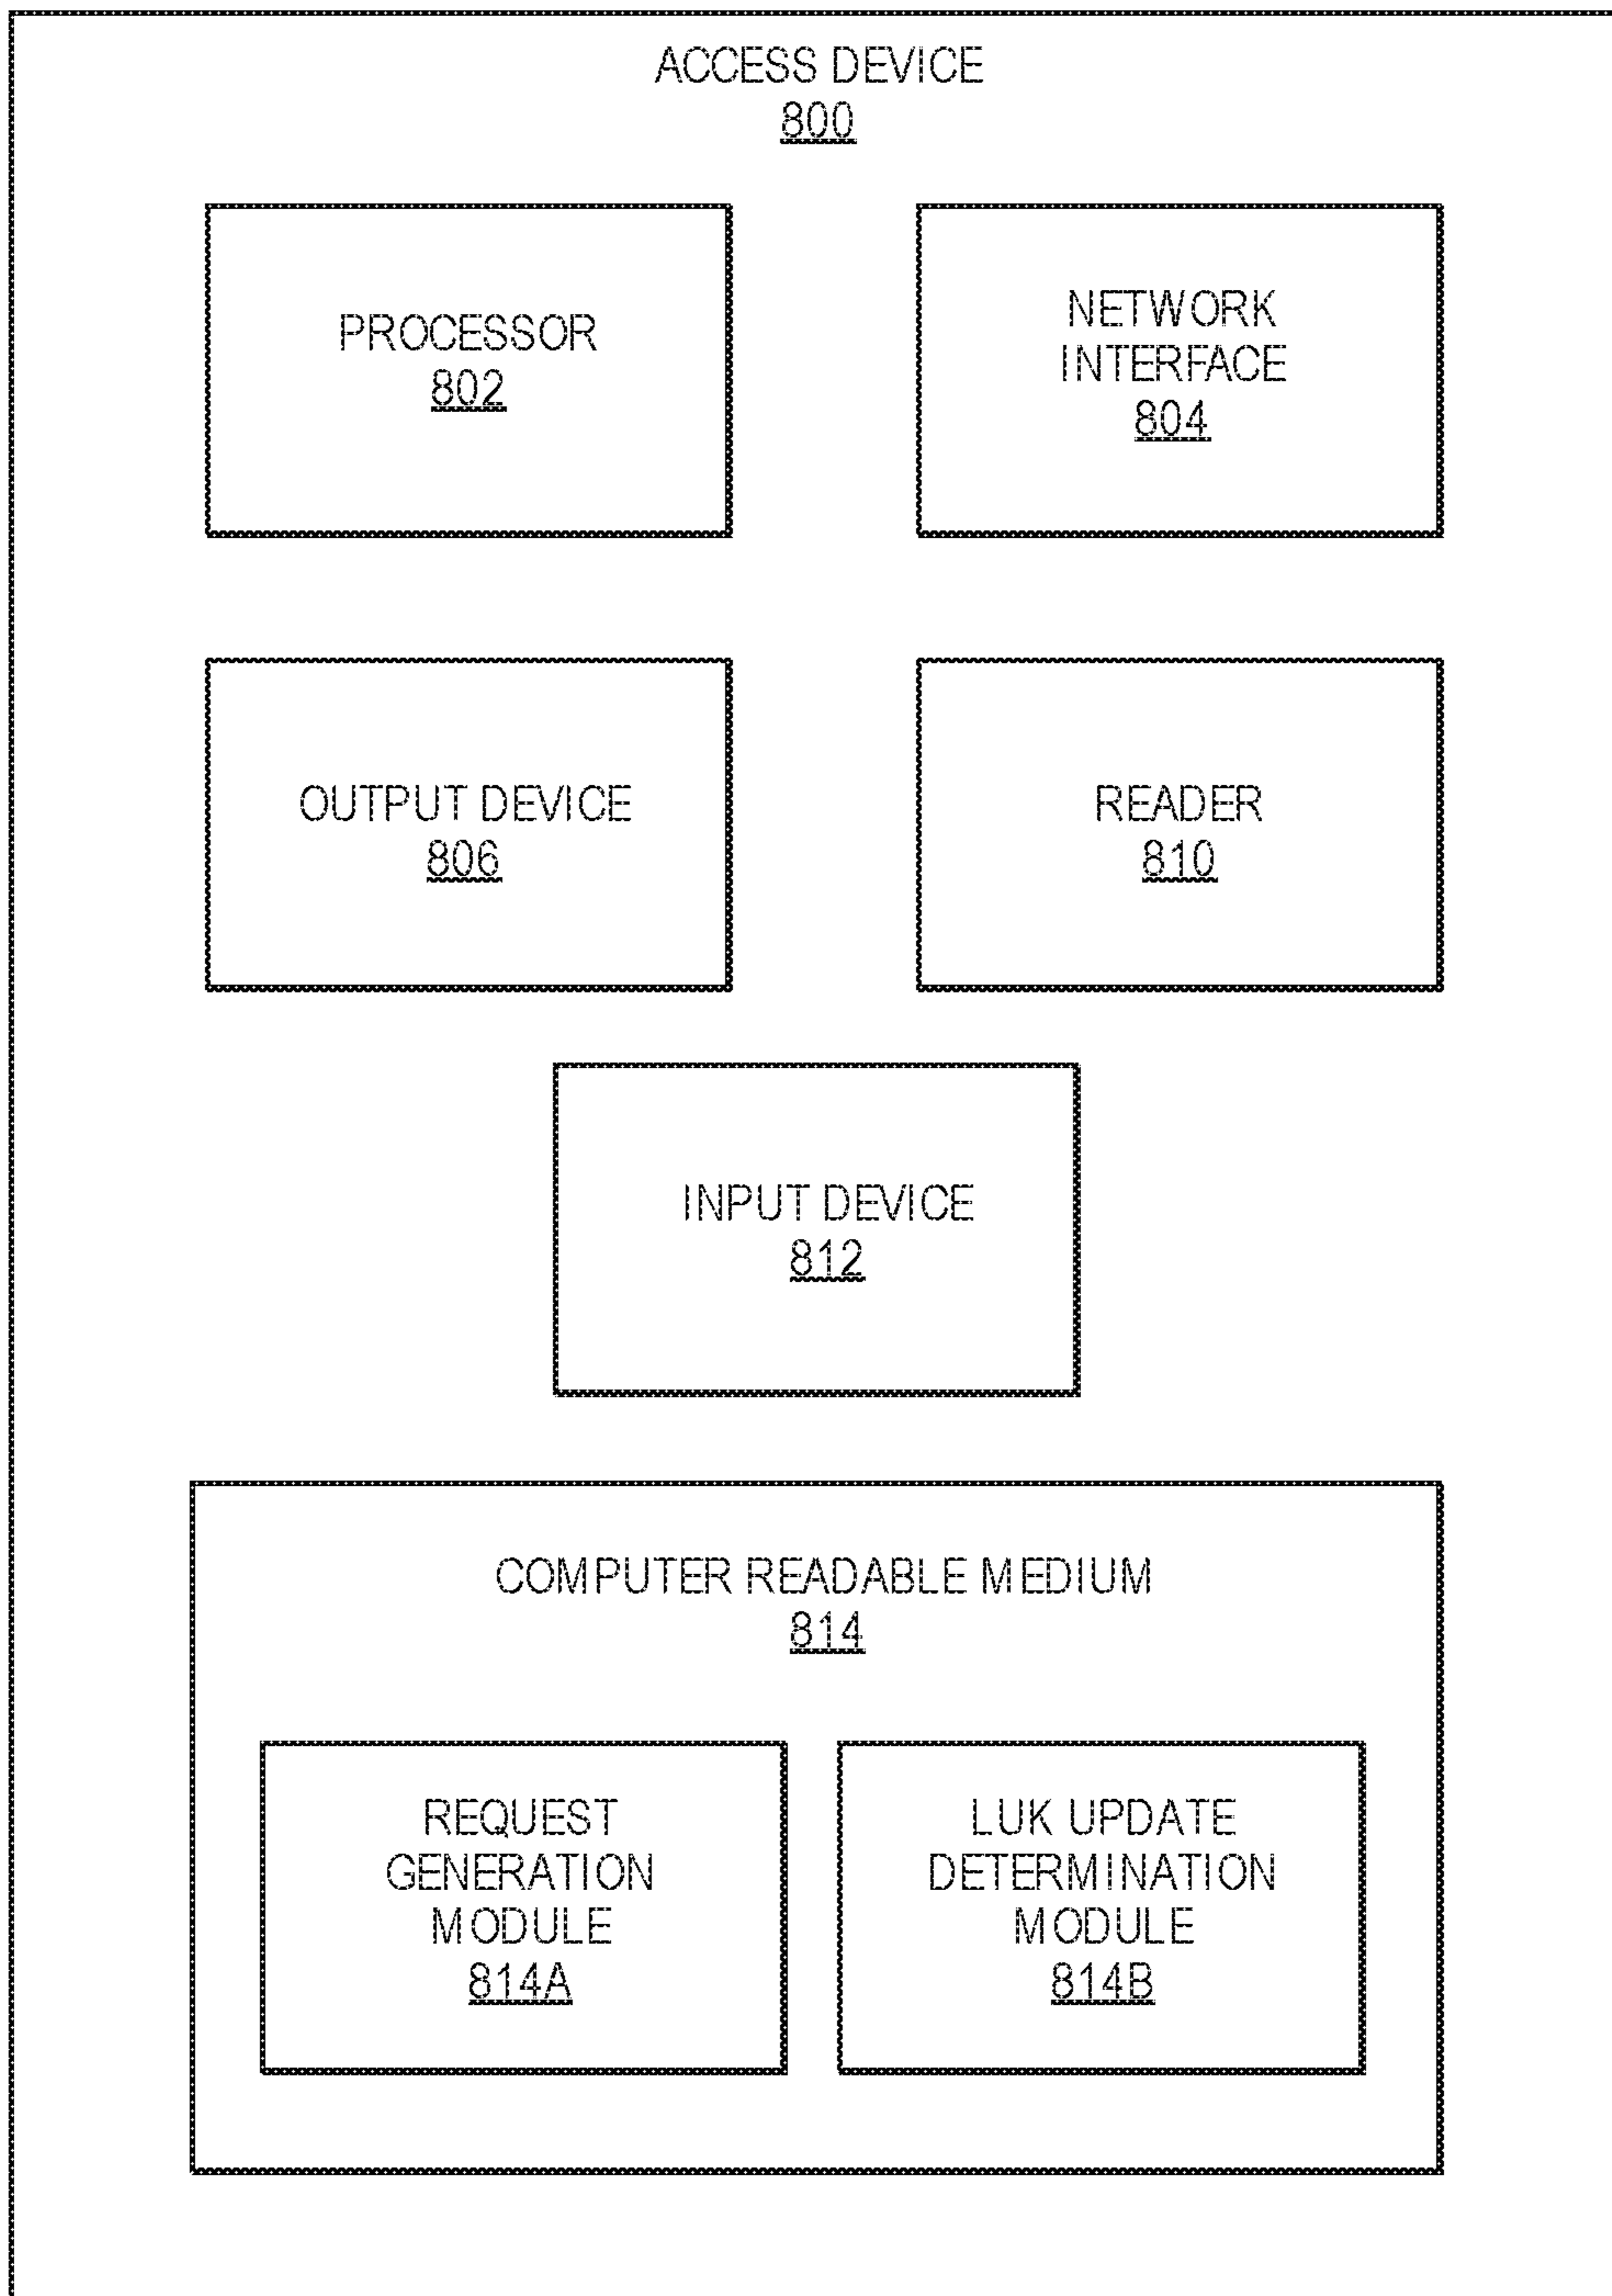 ACCESS DEVICE
800
PROCESSOR
802
NETWORK
INTERFACE
804
OUTPUT DEVICE
806
READER
810
INPUT DEVICE
812
COMPUTER READABLE MEDIUM
814
REQUEST
GENERATION
MODULE
814A
LUK UPDATE
DETERMINATION
MODULE
814B